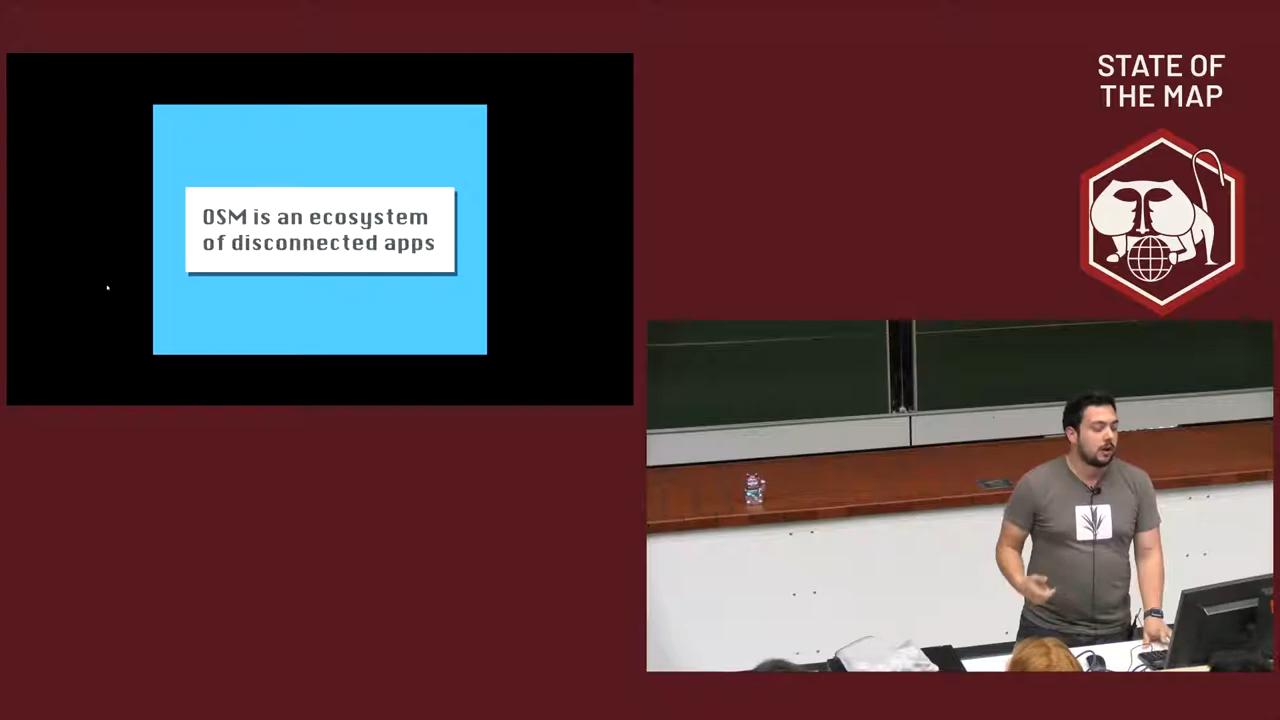 OSM is an ecosystem
of disconnected apps
STATE OF
THE MAP